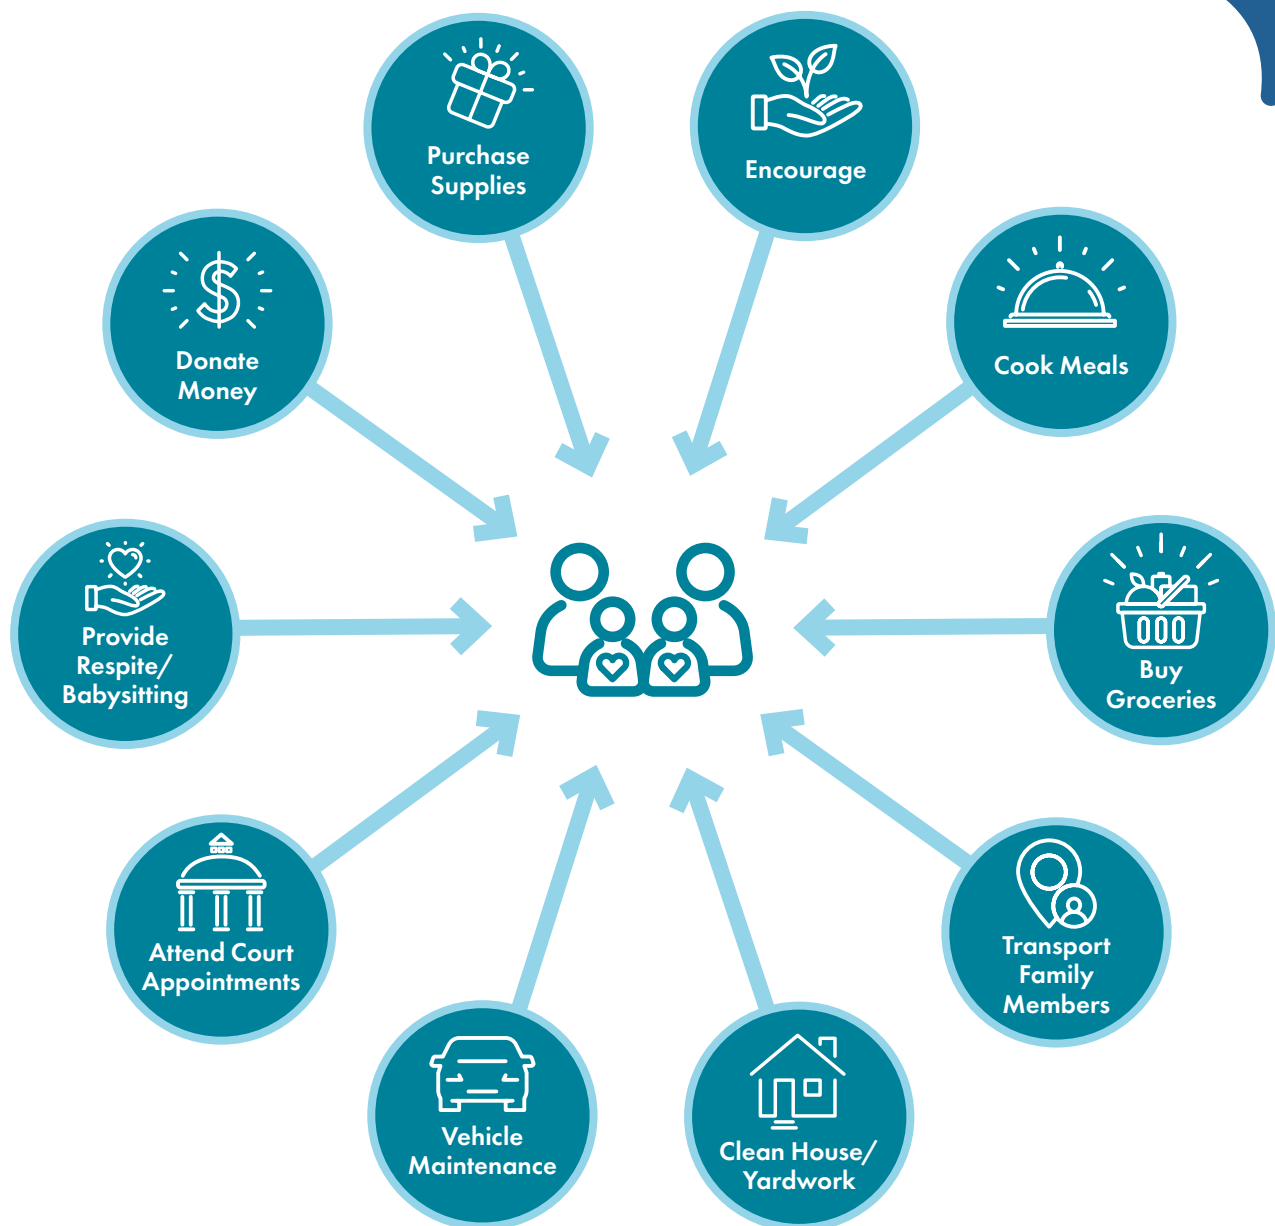 Purchase
Supplies
Encourage
Donate
Money
Cook Meals
Provide
Respite/
Babysitting
Buy
Groceries
Attend Court
Appointments
Transport
Family
Members
Vehicle
Maintenance
Clean House/
Yardwork